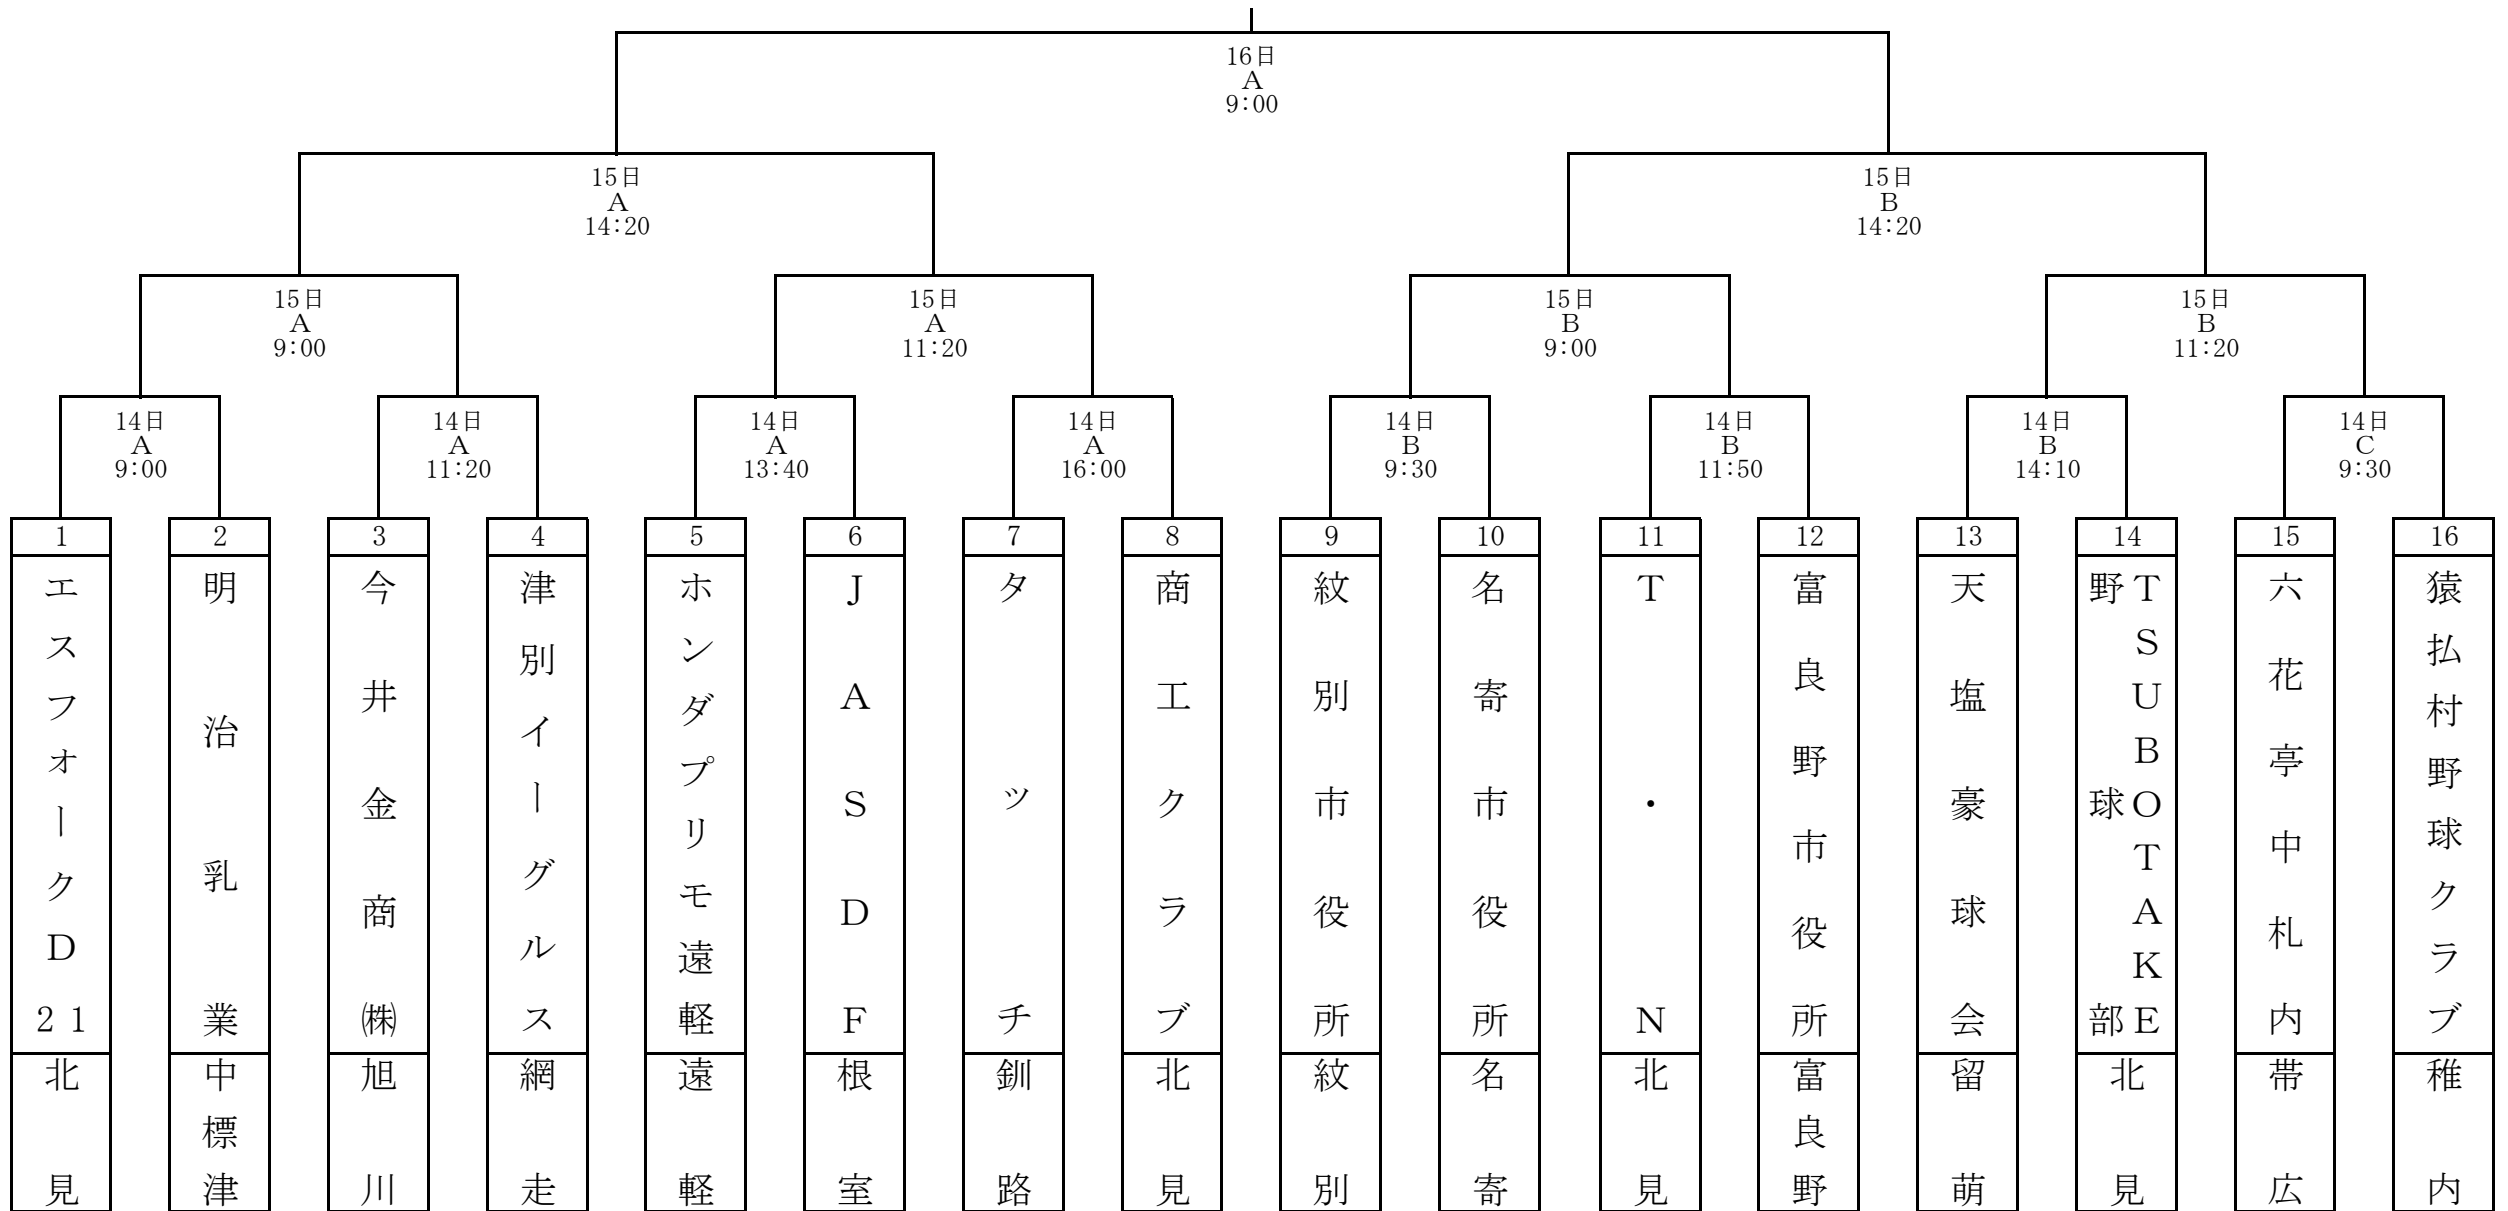 16日
A
9:00
15日
A
14:20
15日
B
14:20
15日
A
9:00
15日
A
11:20
15日
B
9:00
15日
B
11:20
14日
A
9:00
14日
A
11:20
14日
A
13:40
14日
A
16:00
14日
B
9:30
14日
B
11:50
14日
B
14:10
14日
C
9:30
1
エスフォークD21
北見
2
明治乳業
中標津
3
今井金商㈱
旭川
4
津別イーグルス
網走
5
ホンダプリモ遠軽
遠軽
6
JASDF
根室
7
タッチ
釧路
8
商工クラブ
北見
9
紋別市役所
紋別
10
名寄市役所
名寄
11
T・N
北見
12
富良野市役所
富良野
13
天塩豪球会
留萌
14
TSUBOTAKE
野球部
北見
15
六花亭中札内
帯広
16
猿払村野球クラブ
稚内